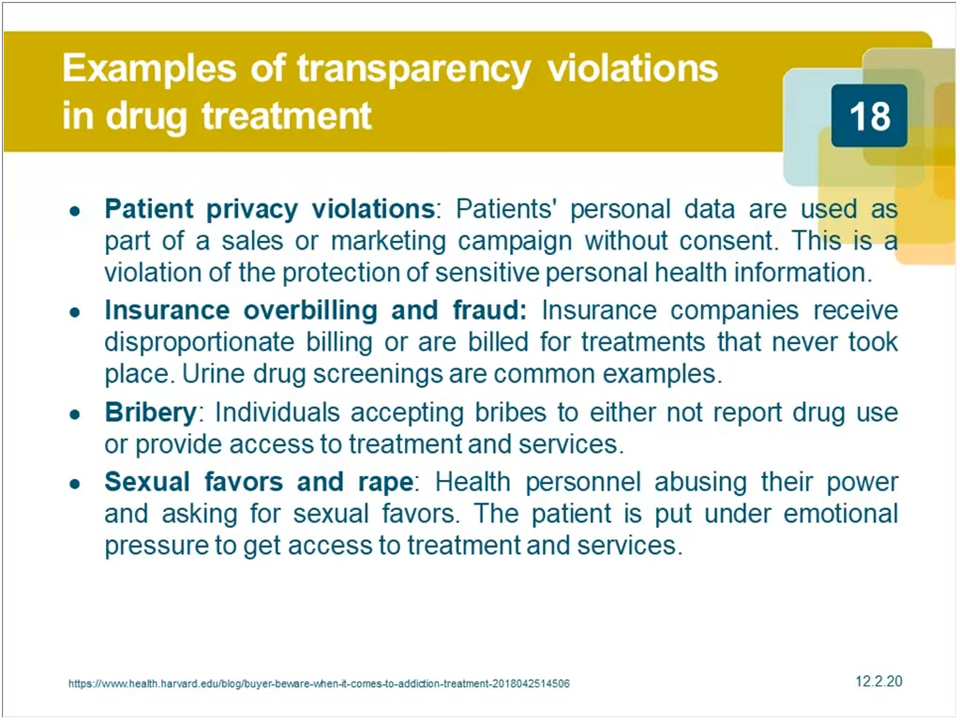 Examples of transparency violations
in drug treatment
18
● Patient privacy violations: Patients' personal data are used as
part of a sales or marketing campaign without consent. This is a
violation of the protection of sensitive personal health information.
● Insurance overbilling and fraud: Insurance companies receive
disproportionate billing or are billed for treatments that never took
place. Urine drug screenings are common examples.
● Bribery: Individuals accepting bribes to either not report drug use
or provide access to treatment and services.
● Sexual favors and rape: Health personnel abusing their power
and asking for sexual favors. The patient is put under emotional
pressure to get access to treatment and services.
https://www.health.harvard.edu/blog/buyer-beware-when-it-comes-to-addiction-treatment-2018042514506
12.2.20